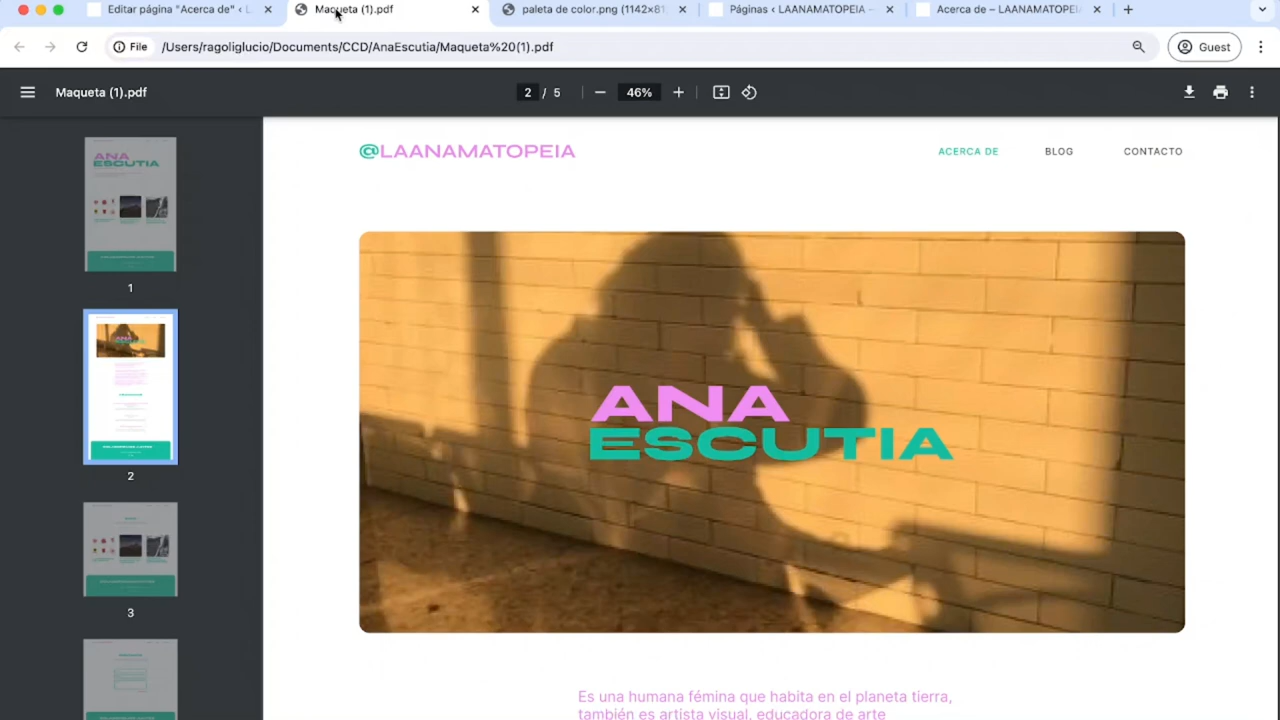 Editar página "Acerca de" ‹ L
Maqueta (1).pdf
paleta de color.png (1142×81
Páginas ‹ LAANAMATOPEIA –
Acerca de – LAANAMATOPEI
File
/Users/ragoliglucio/Documents/CCD/AnaEscutia/Maqueta%20(1).pdf
Guest
Maqueta (1).pdf
2 / 5
46%
ANA
ESCUTIA
1
2
3
@LAANAMATOPEIA
ACERCA DE
BLOG
CONTACTO
ANA
ESCUTIA
Es una humana fémina que habita en el planeta tierra,
también es artista visual, educadora de arte